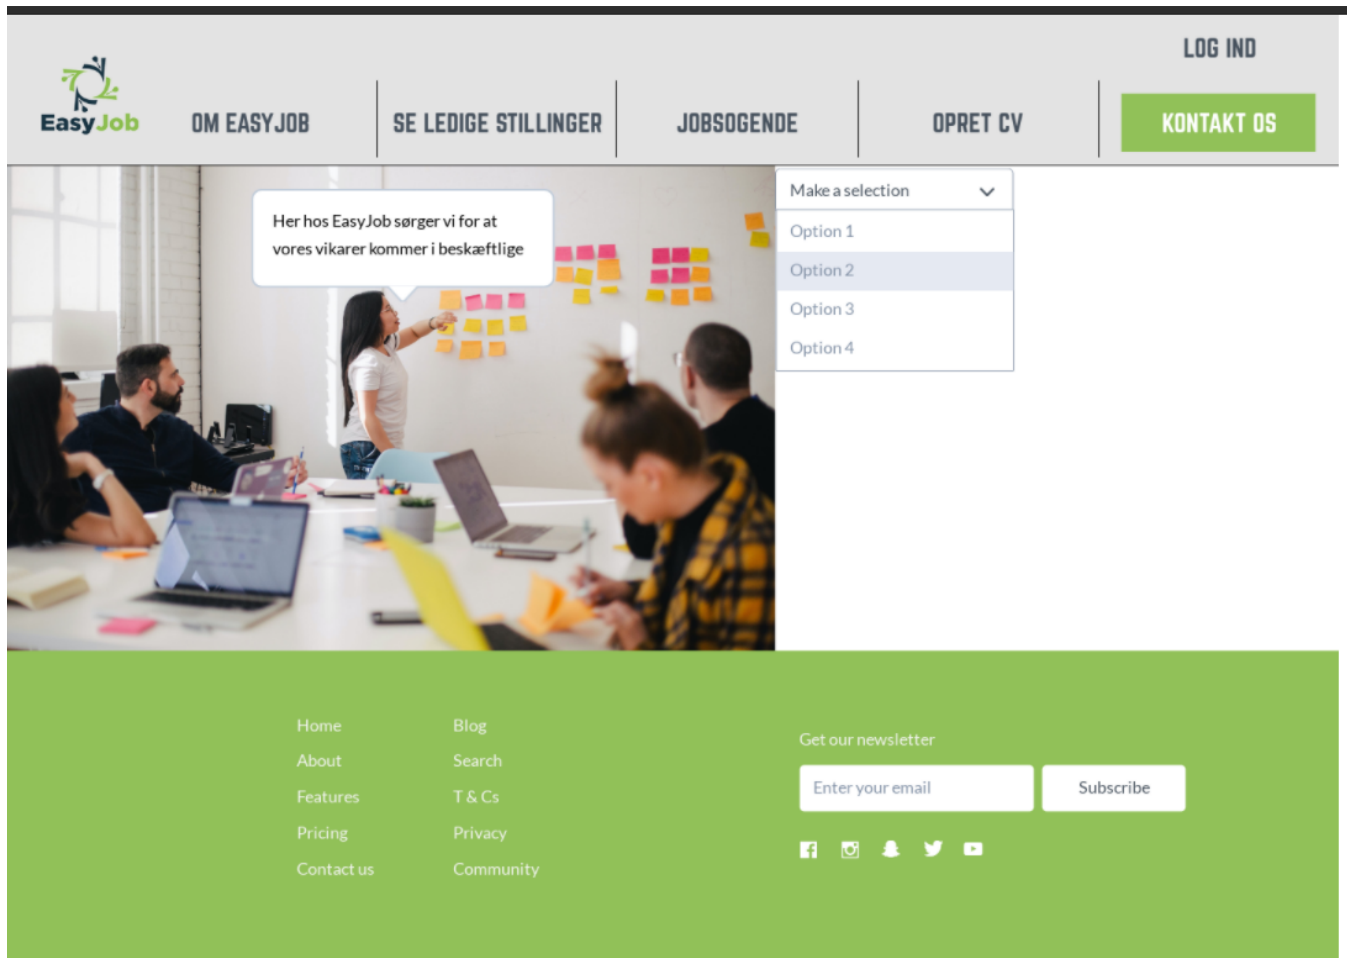 LOG IND
EasyJob
OM EASYJOB
SE LEDIGE STILLINGER
JOBSOGENDE
OPRET CV
KONTAKT OS
Her hos EasyJob sørger vi for at
vores vikarer kommer i beskæftlige
Make a selection
Option 1
Option 2
Option 3
Option 4
Home
About
Features
Pricing
Contact us
Blog
Search
T & Cs
Privacy
Community
Get our newsletter
Enter your email
Subscribe